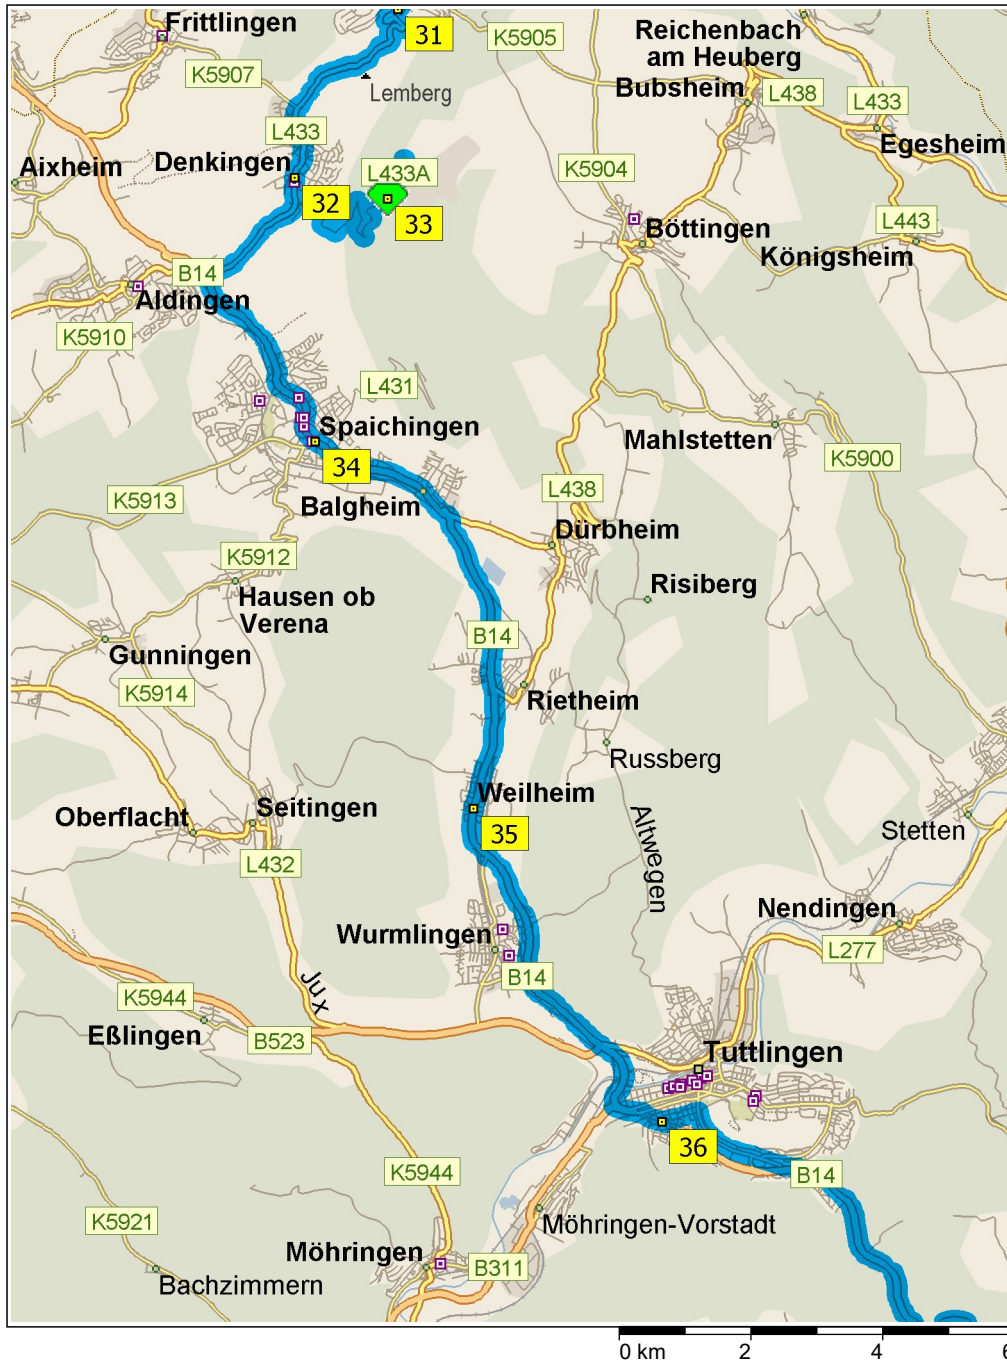 Frittlingen
31
K5905
Reichenbach
am Heuberg
K5907
Lemberg
Bubsheim
L438
L433
L433
Egesheim
Aixheim
Denkingen
L433A
K5904
32
33
Böttingen
L443
Königsheim
B14
Aldingen
K5910
L431
Spaichingen
Mahlstetten
34
K5900
K5913
Balgheim
L438
Dürbheim
K5912
Hausen ob
Verena
Risiberg
B14
Gunningen
K5914
Rietheim
Russberg
Weilheim
Seitingen
Oberflacht
35
Altwegen
Stetten
L432
Nendingen
Wurmlingen
L277
B14
K5944
Jux
Eßlingen
B523
Tuttlingen
36
K5944
B14
K5921
Möhringen-Vorstadt
Möhringen
B311
Bachzimmern
0 km
2
4